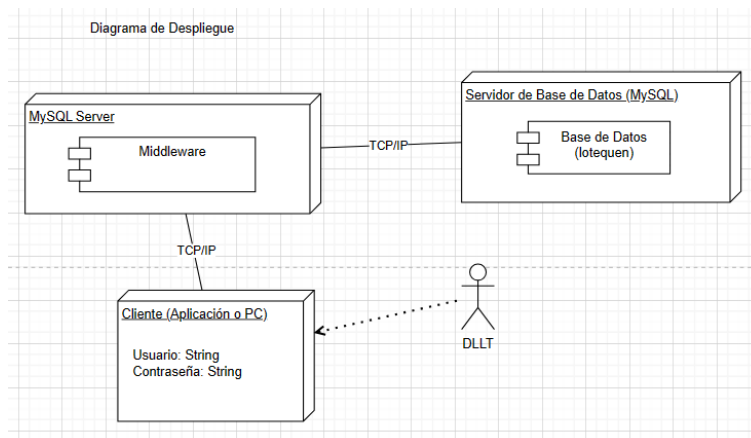 Diagrama de Despliegue
MySQL Server
Middleware
TCP/IP
Servidor de Base de Datos (MySQL)
Base de Datos
(lotequen)
TCP/IP
Cliente (Aplicación o PC)
Usuario: String
Contraseña: String
DLLT